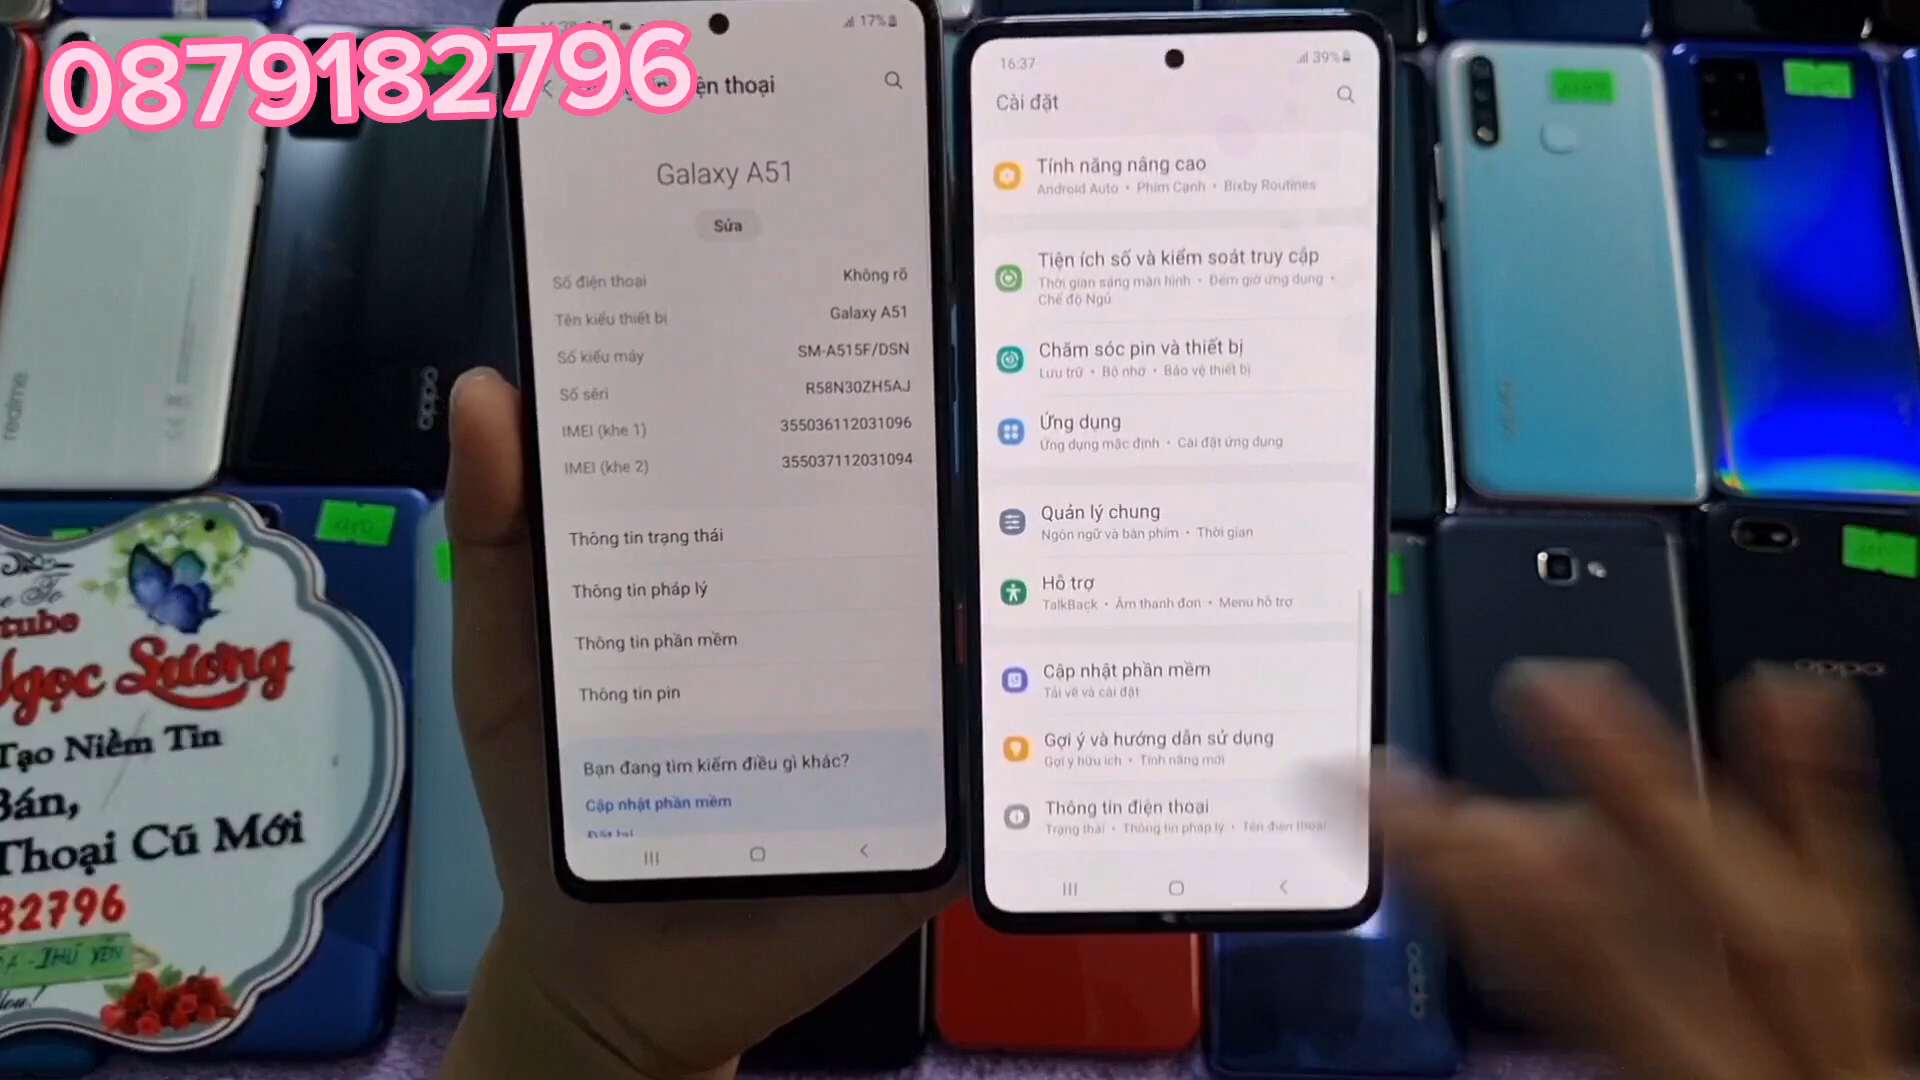 0879182796
17%
ện thoại
Galaxy A51
Sửa
Số điện thoại Không rõ
Tên kiểu thiết bị Galaxy A51
Số kiểu máy SM-A515F/DSN
Số sêri R58N30ZH5AJ
IMEI (khe 1) 355036112031096
IMEI (khe 2) 355037112031094
Thông tin trạng thái
Thông tin pháp lý
Thông tin phần mềm
Thông tin pin
Bạn đang tìm kiếm điều gì khác?
Cập nhật phần mềm
16:37 39%
Cài đặt
Tính năng nâng cao
Android Auto • Phím Cạnh • Bixby Routines
Tiện ích số và kiểm soát truy cập
Thời gian sáng màn hình • Đếm giờ ứng dụng •
Chế độ Ngủ
Chăm sóc pin và thiết bị
Lưu trữ • Bộ nhớ • Bảo vệ thiết bị
Ứng dụng
Ứng dụng mặc định • Cài đặt ứng dụng
Quản lý chung
Ngôn ngữ và bàn phím • Thời gian
Hỗ trợ
TalkBack • Âm thanh đơn • Menu hỗ trợ
Cập nhật phần mềm
Tải về và cài đặt
Gợi ý và hướng dẫn sử dụng
Gợi ý hữu ích • Tính năng mới
Thông tin điện thoại
Trạng thái • Thông tin pháp lý • Tên điện thoại
realme
oppo
oppo
oppo
oppo
tube
Ngọc Sương
Tạo Niềm Tin
Bán,
Thoại Cũ Mới
82796